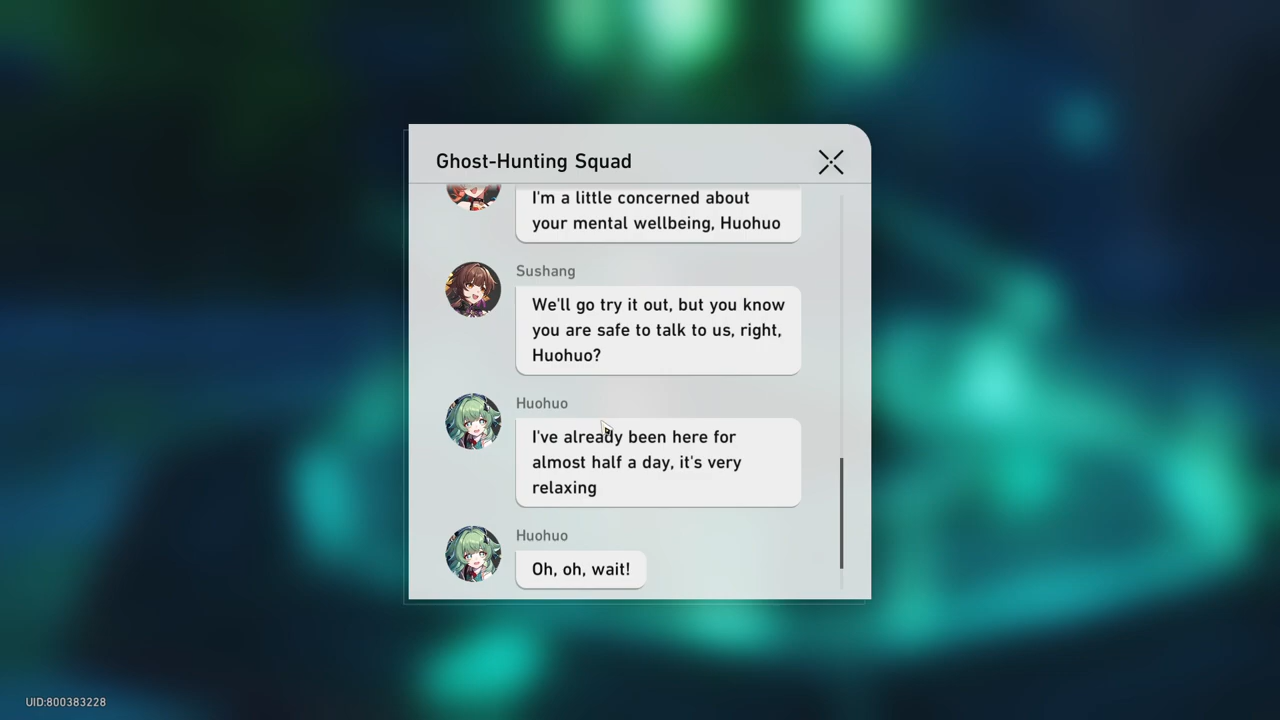 Ghost-Hunting Squad
I'm a little concerned about
your mental wellbeing, Huohuo
Sushang
We'll go try it out, but you know
you are safe to talk to us, right,
Huohuo?
Huohuo
I've already been here for
almost half a day, it's very
relaxing
Huohuo
Oh, oh, wait!
UID:800383228